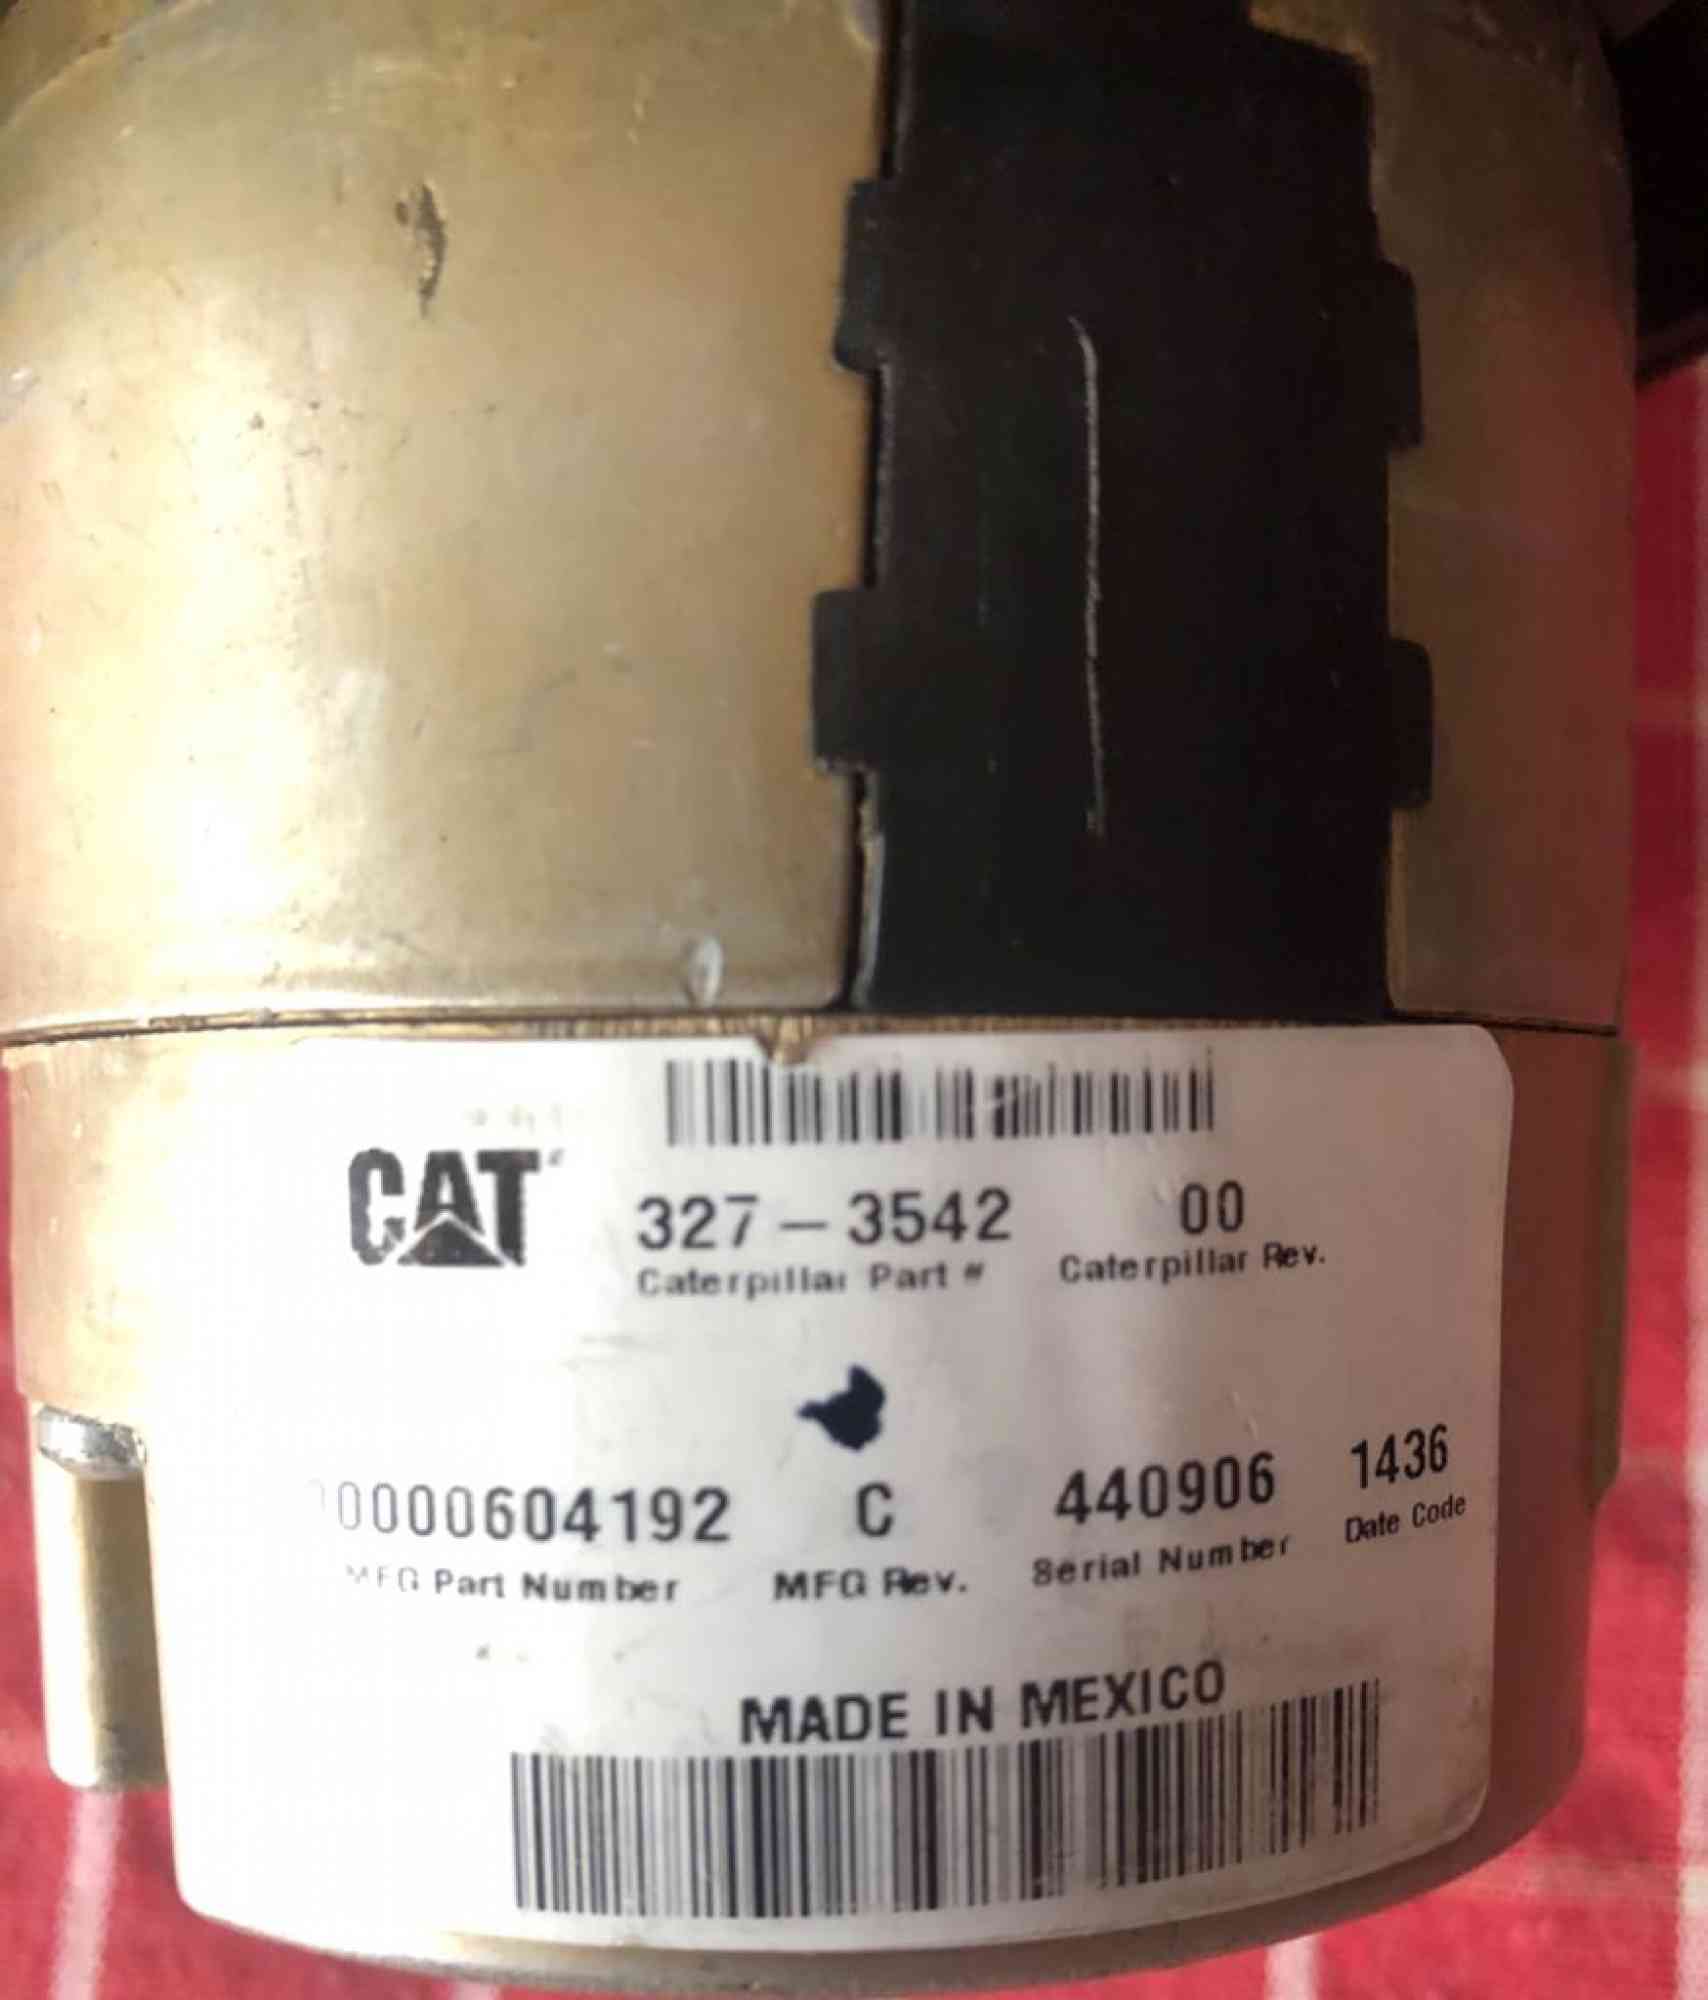 CAT
327-3542 00
Caterpillar Part # Caterpillar Rev.
0000604192 C 440906 1436
MFG Part Number MFG Rev. Serial Number Date Code
MADE IN MEXICO